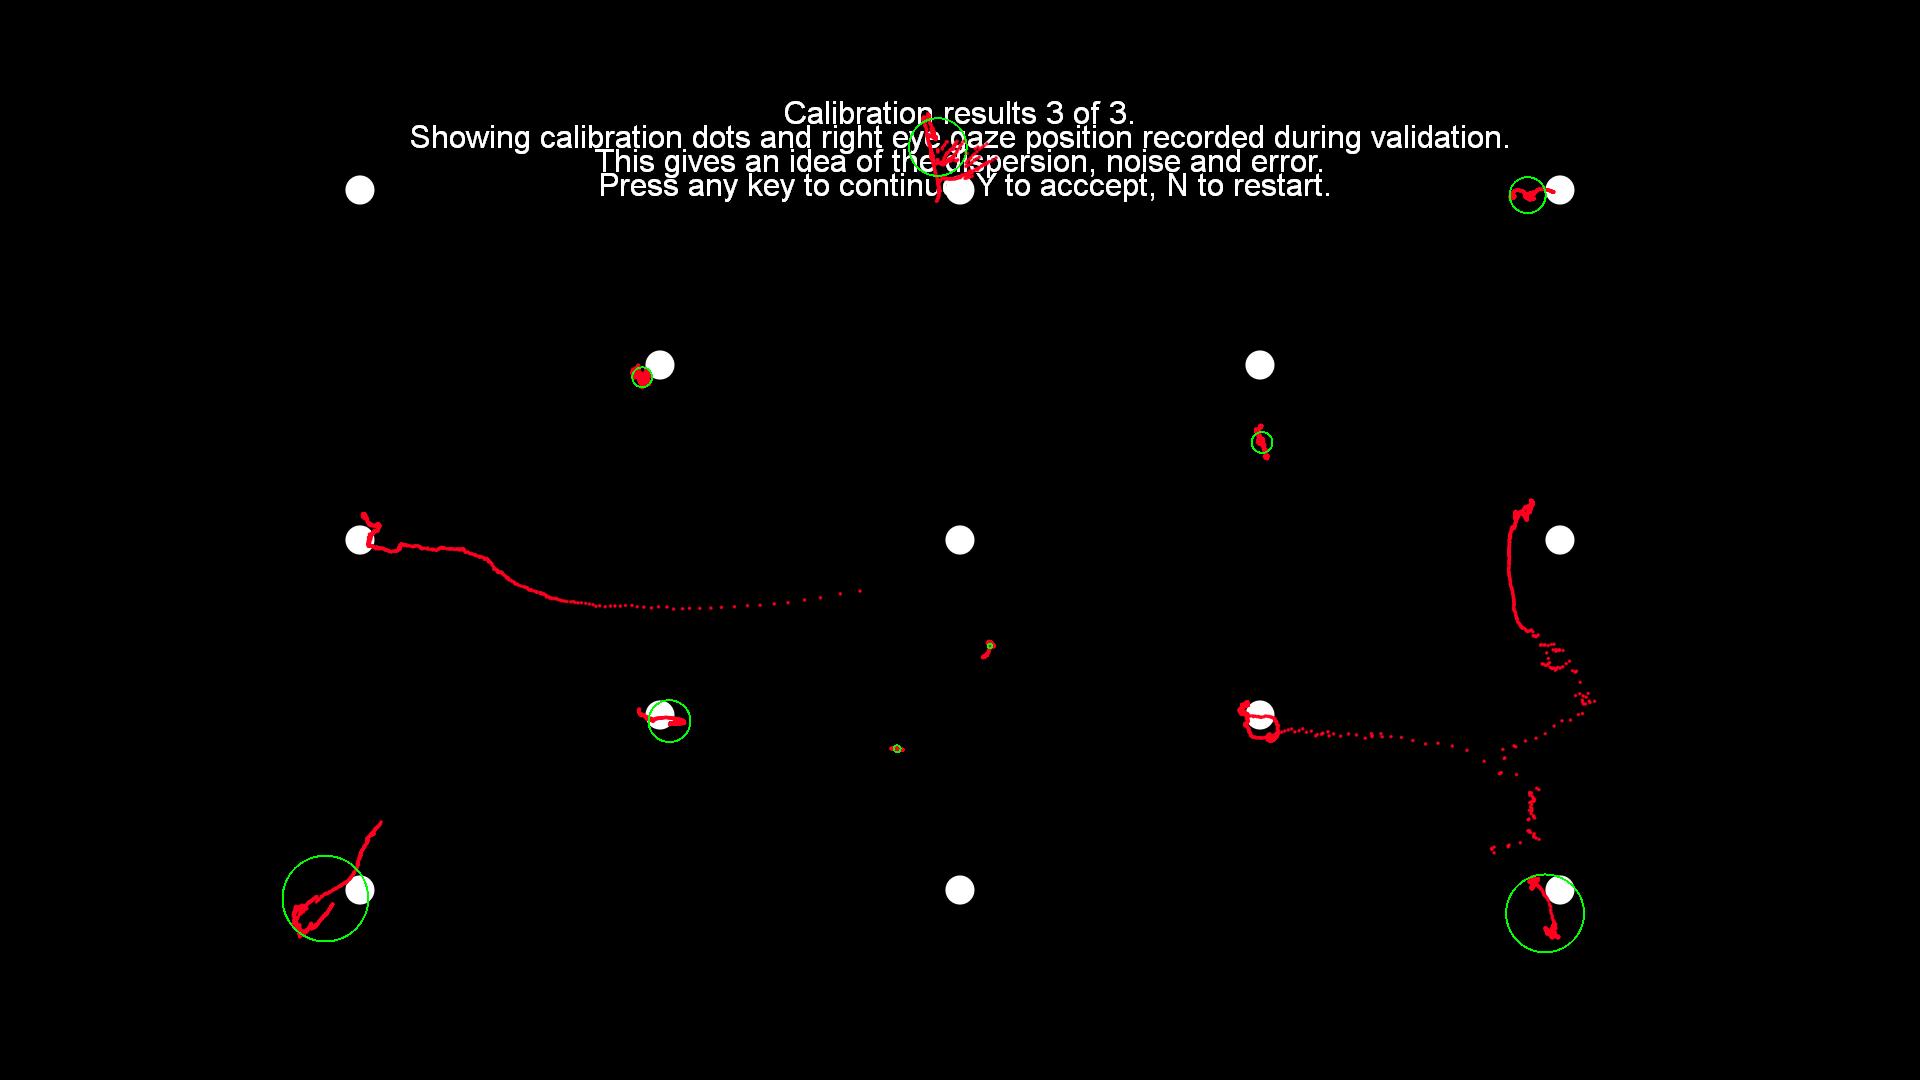 Calibration results 3 of 3.
Showing calibration dots and right eye gaze position recorded during validation.
This gives an idea of the dispersion, noise and error.
Press any key to continue, Y to acccept, N to restart.